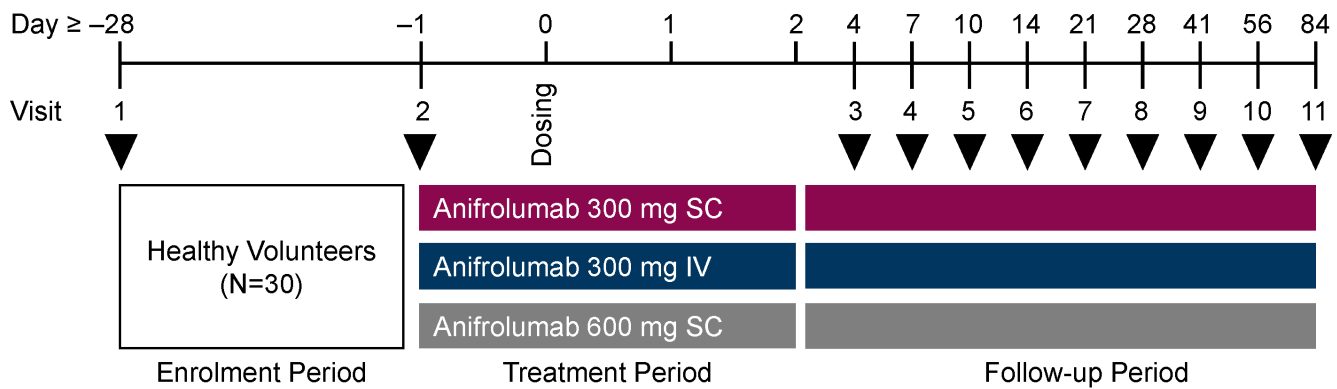 Day ≥ –28 –1 0 1 2 4 7 10 14 21 28 41 56 84
Visit 1 2 Dosing 3 4 5 6 7 8 9 10 11
Healthy Volunteers
(N=30)
Anifrolumab 300 mg SC
Anifrolumab 300 mg IV
Anifrolumab 600 mg SC
Enrolment Period Treatment Period Follow-up Period